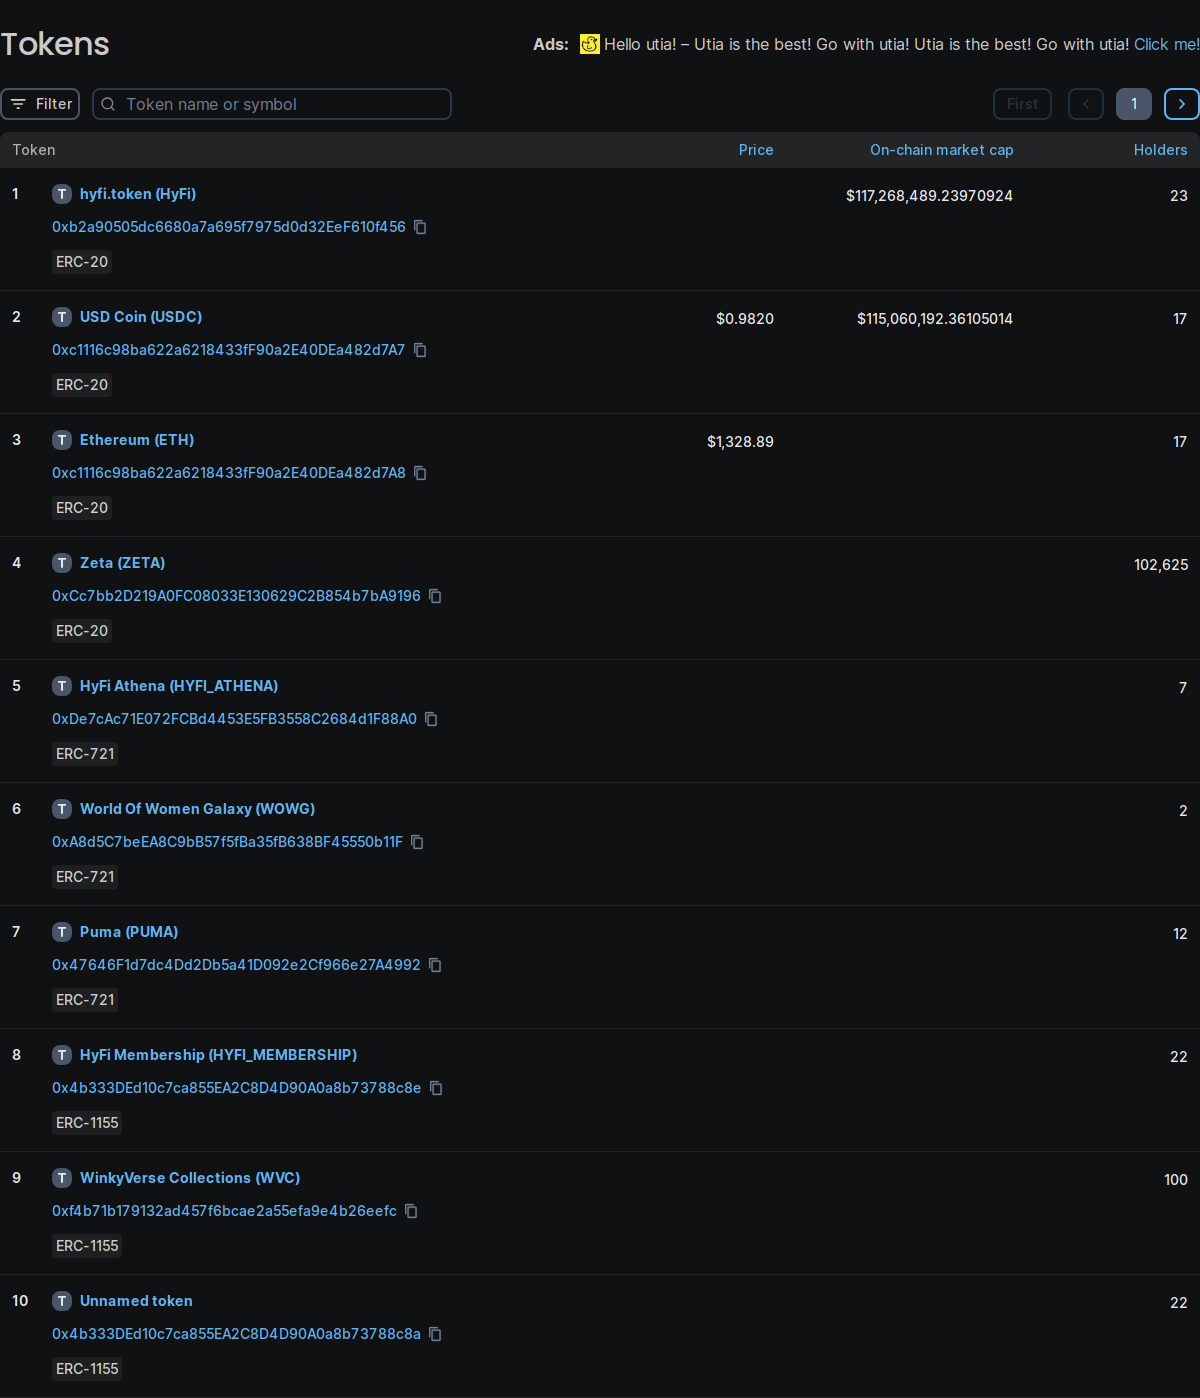 Tokens
Ads: Hello utia! – Utia is the best! Go with utia! Utia is the best! Go with utia! Click me!
Filter Token name or symbol First 1
Token Price On-chain market cap Holders
1 T hyfi.token (HyFi) $117,268,489.23970924 23
0xb2a90505dc6680a7a695f7975d0d32EeF610f456
ERC-20
2 T USD Coin (USDC) $0.9820 $115,060,192.36105014 17
0xc1116c98ba622a6218433fF90a2E40DEa482d7A7
ERC-20
3 T Ethereum (ETH) $1,328.89 17
0xc1116c98ba622a6218433fF90a2E40DEa482d7A8
ERC-20
4 T Zeta (ZETA) 102,625
0xCc7bb2D219A0FC08033E130629C2B854b7bA9196
ERC-20
5 T HyFi Athena (HYFI_ATHENA) 7
0xDe7cAc71E072FCBd4453E5FB3558C2684d1F88A0
ERC-721
6 T World Of Women Galaxy (WOWG) 2
0xA8d5C7beEA8C9bB57f5fBa35fB638BF45550b11F
ERC-721
7 T Puma (PUMA) 12
0x47646F1d7dc4Dd2Db5a41D092e2Cf966e27A4992
ERC-721
8 T HyFi Membership (HYFI_MEMBERSHIP) 22
0x4b333DEd10c7ca855EA2C8D4D90A0a8b73788c8e
ERC-1155
9 T WinkyVerse Collections (WVC) 100
0xf4b71b179132ad457f6bcae2a55efa9e4b26eefc
ERC-1155
10 T Unnamed token 22
0x4b333DEd10c7ca855EA2C8D4D90A0a8b73788c8a
ERC-1155